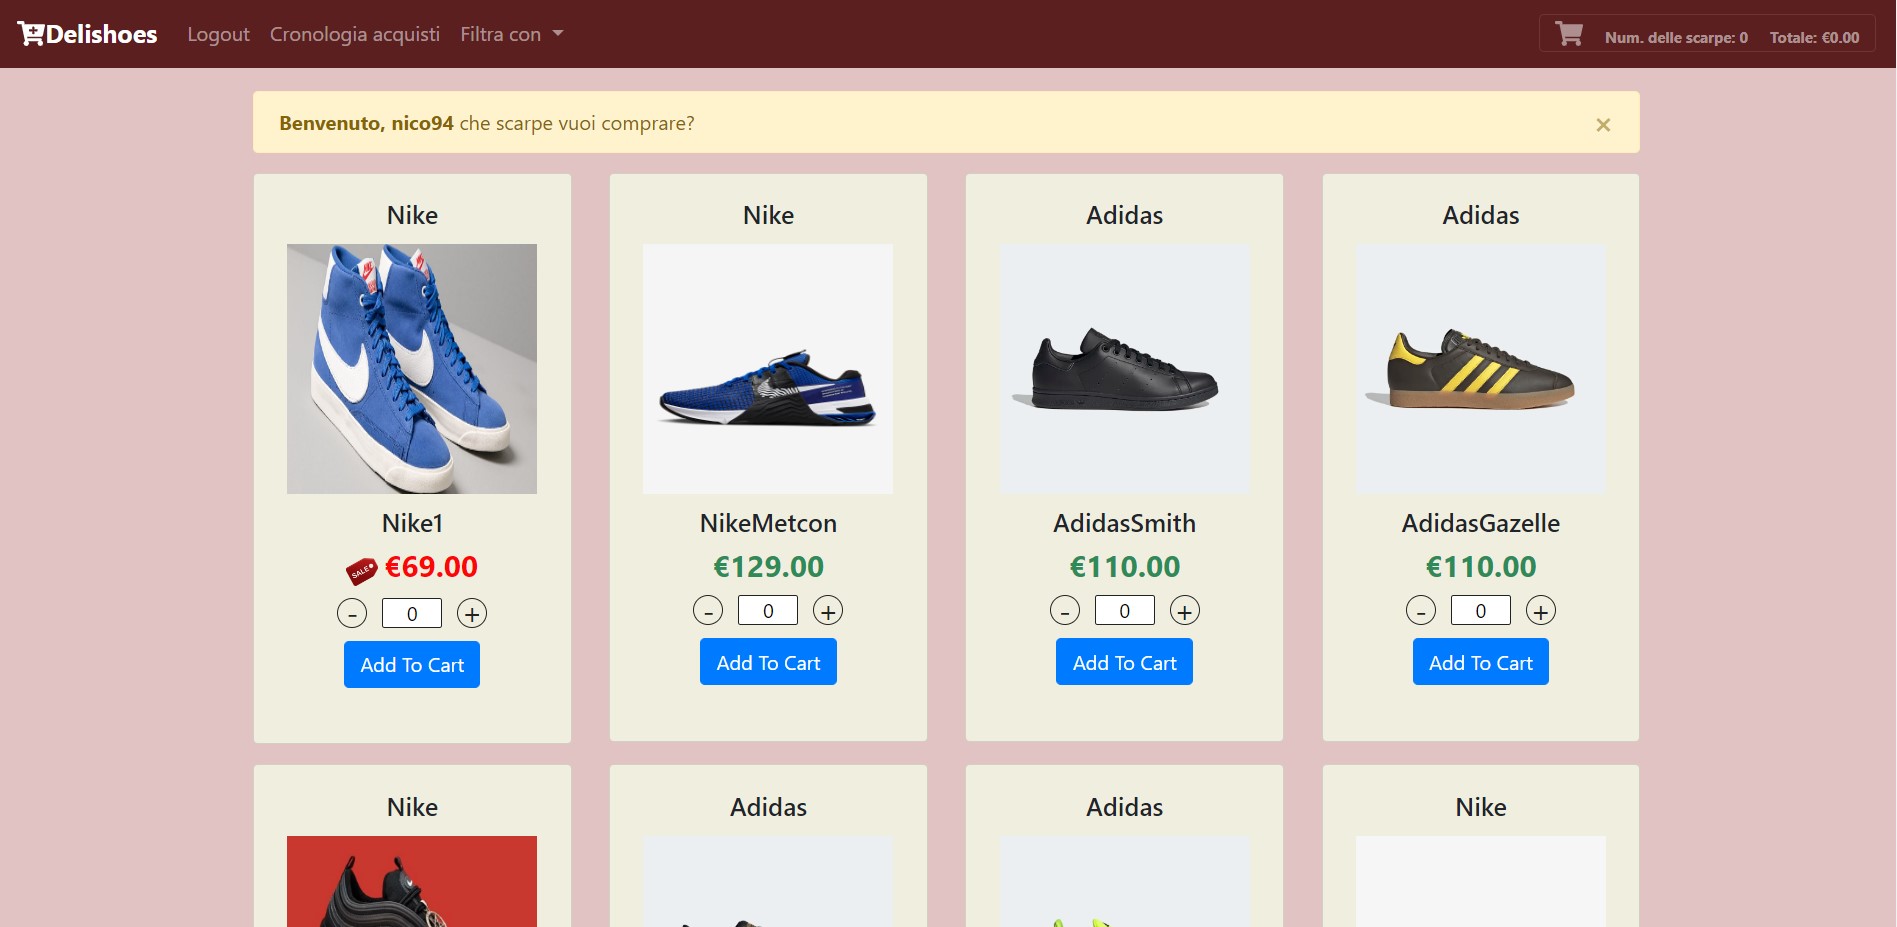 Delishoes Logout Cronologia acquisti Filtra con Num. delle scarpe: 0 Totale: €0.00
Benvenuto, nico94 che scarpe vuoi comprare? ×
Nike
Nike1
SALE €69.00
- 0 +
Add To Cart
Nike
NikeMetcon
€129.00
- 0 +
Add To Cart
Adidas
AdidasSmith
€110.00
- 0 +
Add To Cart
Adidas
AdidasGazelle
€110.00
- 0 +
Add To Cart
Nike
Adidas
Adidas
Nike